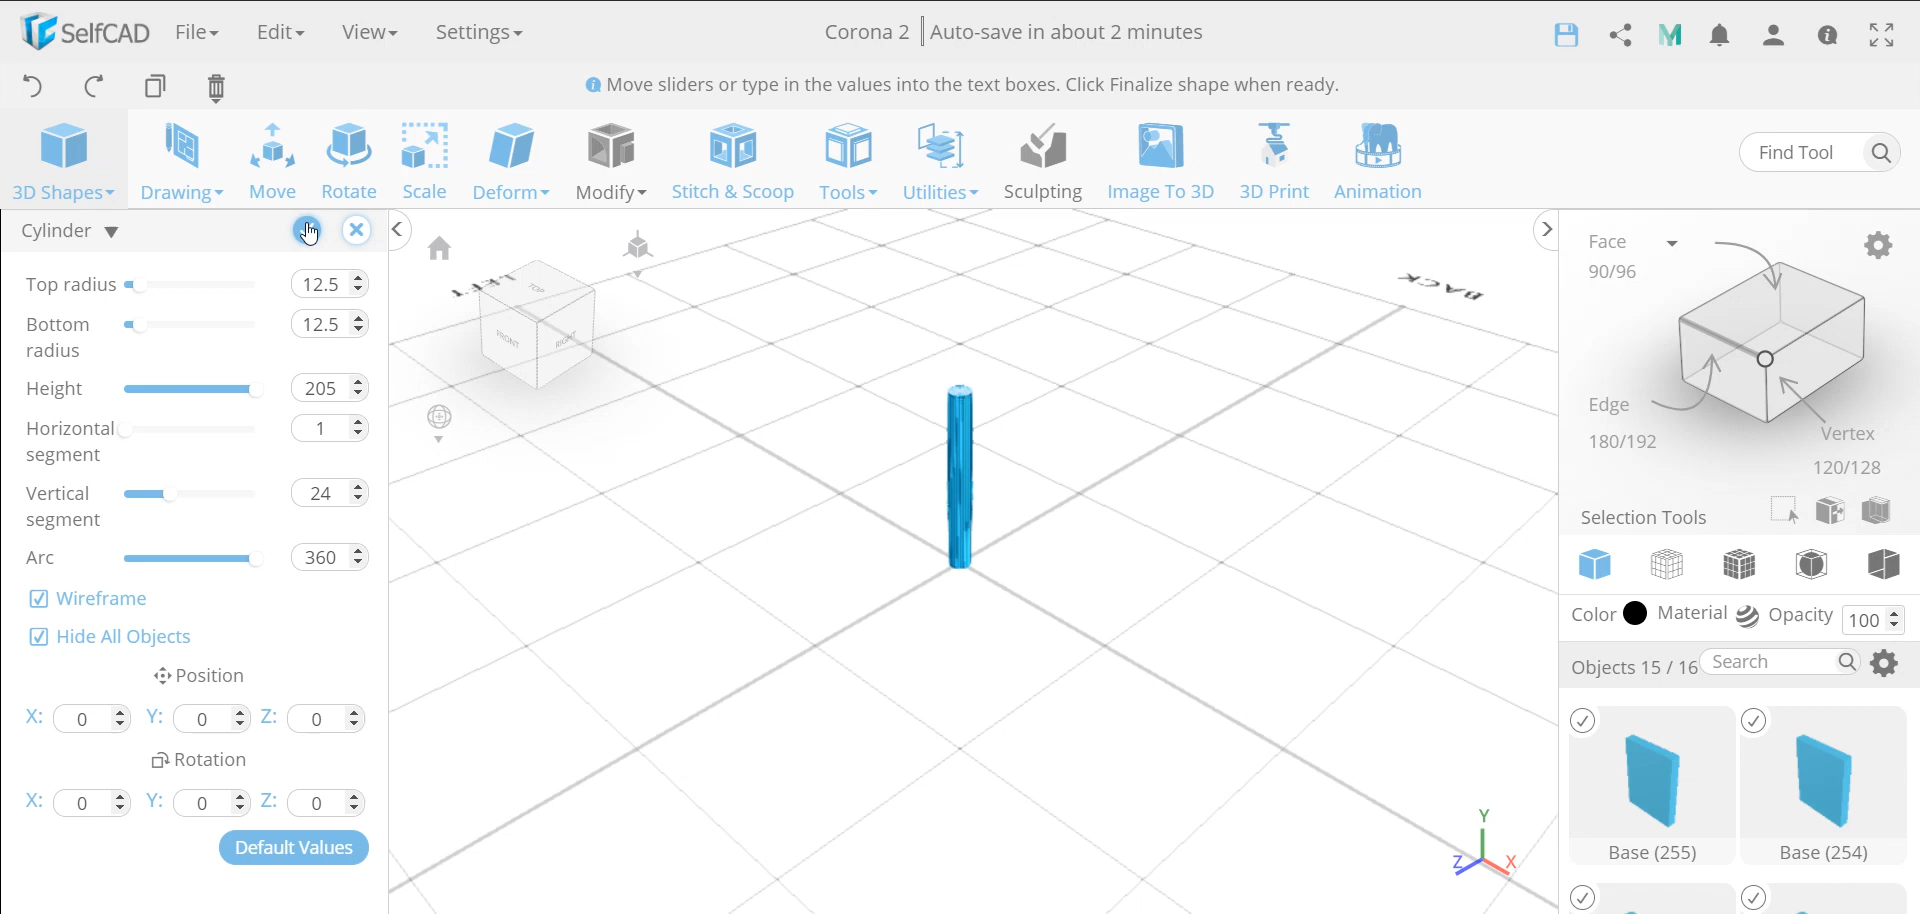 SelfCAD File Edit View Settings Corona 2 Auto-save in about 2 minutes
Move sliders or type in the values into the text boxes. Click Finalize shape when ready.
3D Shapes Drawing Move Rotate Scale Deform Modify Stitch & Scoop Tools Utilities Sculpting Image To 3D 3D Print Animation Find Tool
Cylinder
Top radius 12.5
Bottom radius 12.5
Height 205
Horizontal segment 1
Vertical segment 24
Arc 360
Wireframe
Hide All Objects
Position
X: 0 Y: 0 Z: 0
Rotation
X: 0 Y: 0 Z: 0
Default Values
LEFT
BACK
TOP
FRONT RIGHT
Y
Z X
Face
90/96
Edge
180/192
Vertex
120/128
Selection Tools
Color Material Opacity 100
Objects 15 / 16 Search
Base (255) Base (254)